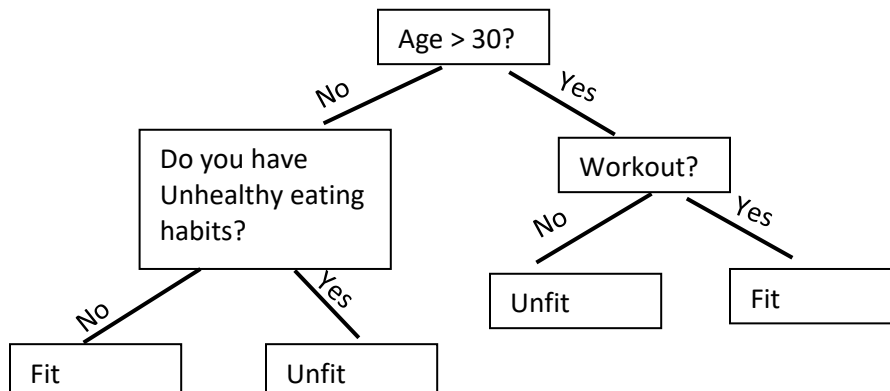 Age > 30?
No
Yes
Do you have
Unhealthy eating
habits?
Workout?
No
Yes
No
Yes
Unfit
Fit
Fit
Unfit